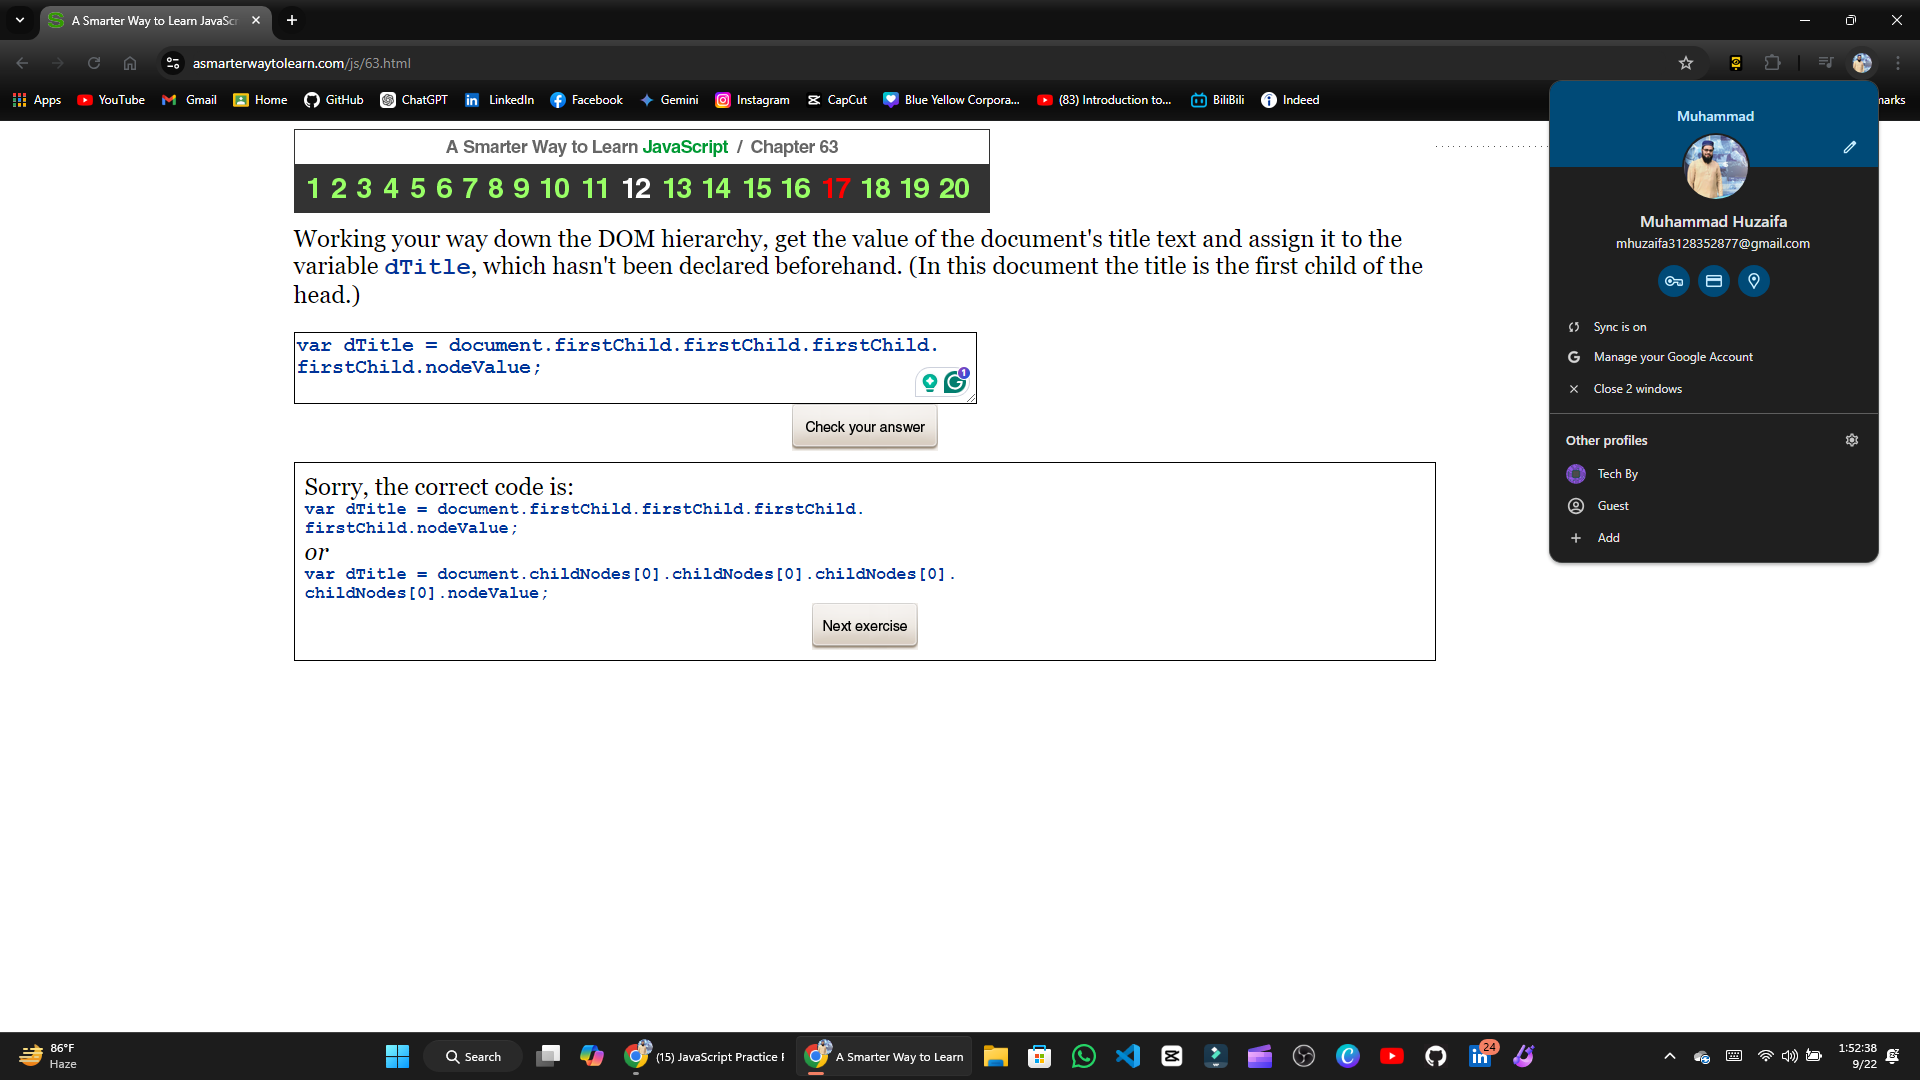 A Smarter Way to Learn JavaSc
asmarterwaytolearn.com/js/63.html
Apps YouTube Gmail Home GitHub ChatGPT LinkedIn Facebook Gemini Instagram CapCut Blue Yellow Corpora... (83) Introduction to... BiliBili Indeed marks
A Smarter Way to Learn JavaScript / Chapter 63
1 2 3 4 5 6 7 8 9 10 11 12 13 14 15 16 17 18 19 20
Working your way down the DOM hierarchy, get the value of the document's title text and assign it to the
variable dTitle, which hasn't been declared beforehand. (In this document the title is the first child of the
head.)
var dTitle = document.firstChild.firstChild.firstChild.
firstChild.nodeValue;
1
Check your answer
Sorry, the correct code is:
var dTitle = document.firstChild.firstChild.firstChild.
firstChild.nodeValue;
or
var dTitle = document.childNodes[0].childNodes[0].childNodes[0].
childNodes[0].nodeValue;
Next exercise
Muhammad
Muhammad Huzaifa
mhuzaifa3128352877@gmail.com
Sync is on
Manage your Google Account
Close 2 windows
Other profiles
Tech By
Guest
Add
86°F
Haze
Search
(15) JavaScript Practice
A Smarter Way to Learn
24
1:52:38
9/22